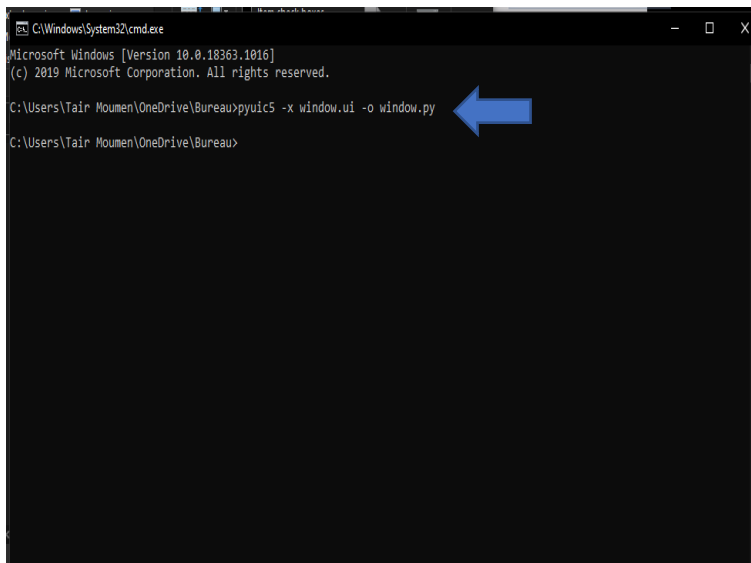 C:\Windows\System32\cmd.exe
Microsoft Windows [Version 10.0.18363.1016]
(c) 2019 Microsoft Corporation. All rights reserved.
C:\Users\Tair Moumen\OneDrive\Bureau>pyuic5 -x window.ui -o window.py
C:\Users\Tair Moumen\OneDrive\Bureau>